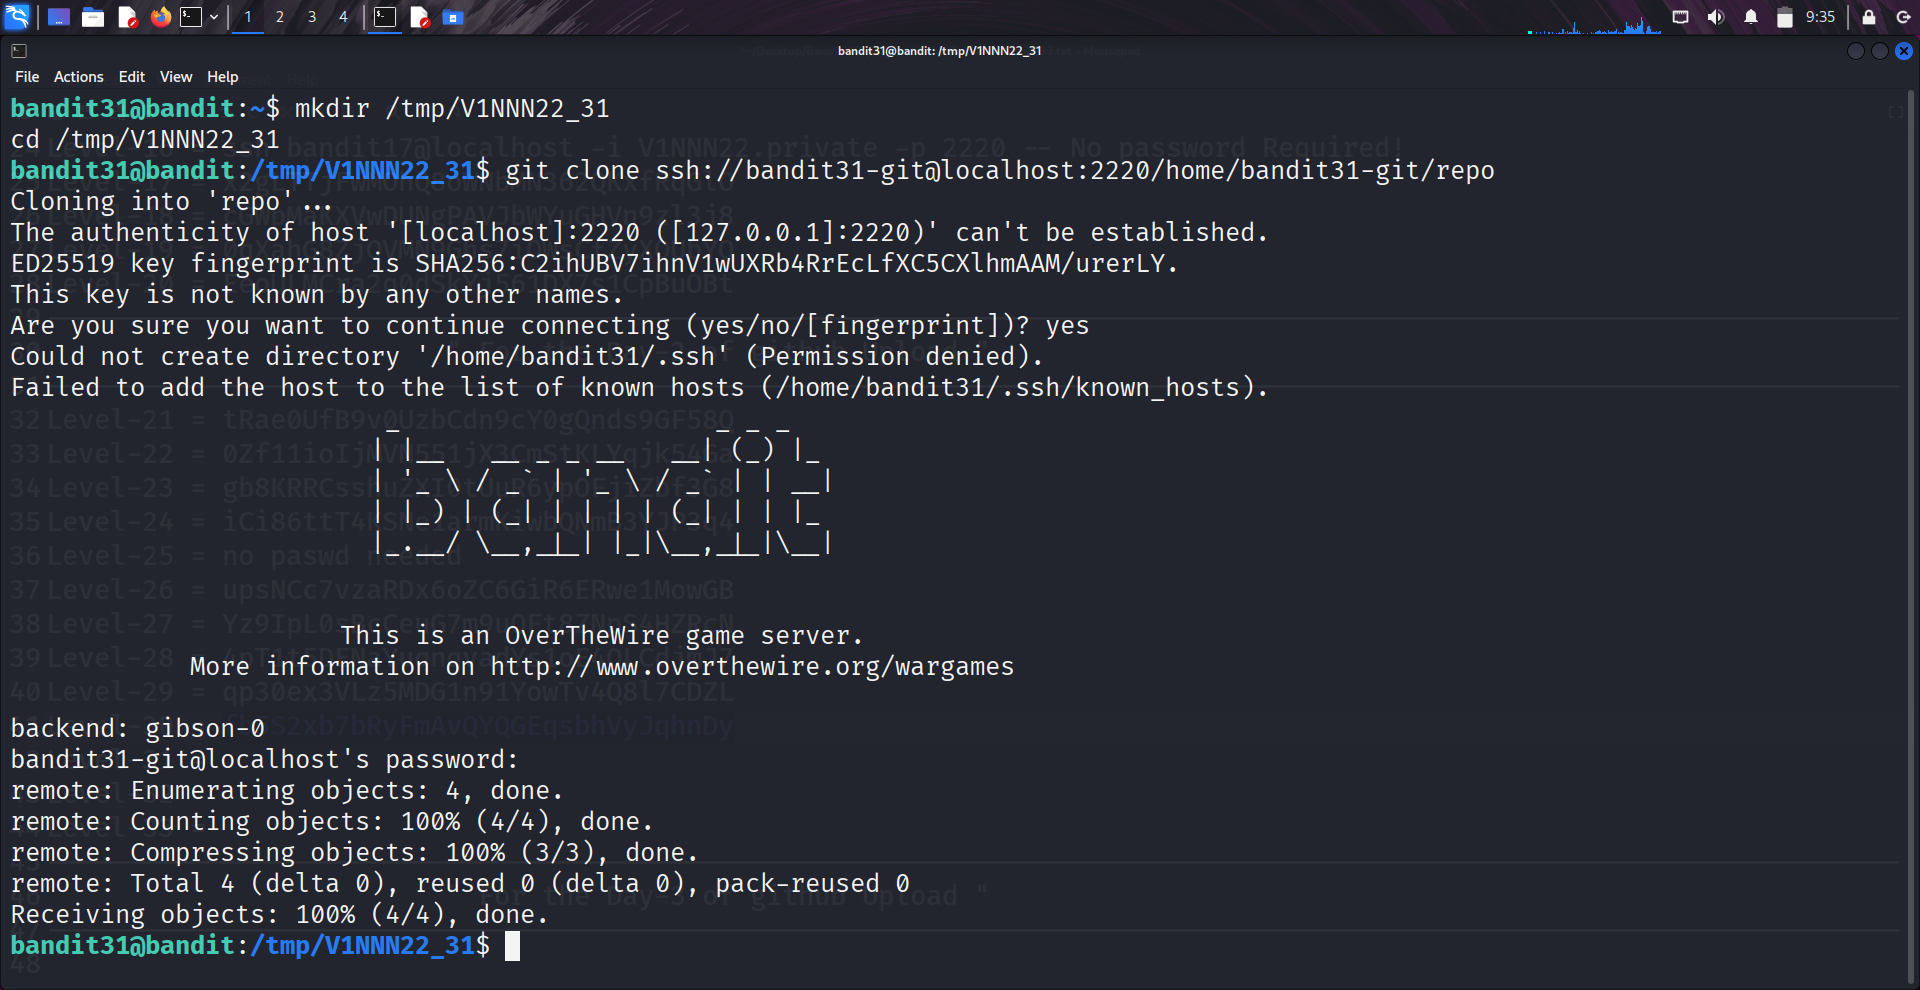 1 2 3 4 9:35
bandit31@bandit: /tmp/V1NNN22_31
File Actions Edit View Help
bandit31@bandit:~$ mkdir /tmp/V1NNN22_31
cd /tmp/V1NNN22_31
bandit31@bandit:/tmp/V1NNN22_31$ git clone ssh://bandit31-git@localhost:2220/home/bandit31-git/repo
Cloning into 'repo'...
The authenticity of host '[localhost]:2220 ([127.0.0.1]:2220)' can't be established.
ED25519 key fingerprint is SHA256:C2ihUBV7ihnV1wUXRb4RrEcLfXC5CXlhmAAM/urerLY.
This key is not known by any other names.
Are you sure you want to continue connecting (yes/no/[fingerprint])? yes
Could not create directory '/home/bandit31/.ssh' (Permission denied).
Failed to add the host to the list of known hosts (/home/bandit31/.ssh/known_hosts).
bandit
This is an OverTheWire game server.
More information on http://www.overthewire.org/wargames
backend: gibson-0
bandit31-git@localhost's password:
remote: Enumerating objects: 4, done.
remote: Counting objects: 100% (4/4), done.
remote: Compressing objects: 100% (3/3), done.
remote: Total 4 (delta 0), reused 0 (delta 0), pack-reused 0
Receiving objects: 100% (4/4), done.
bandit31@bandit:/tmp/V1NNN22_31$